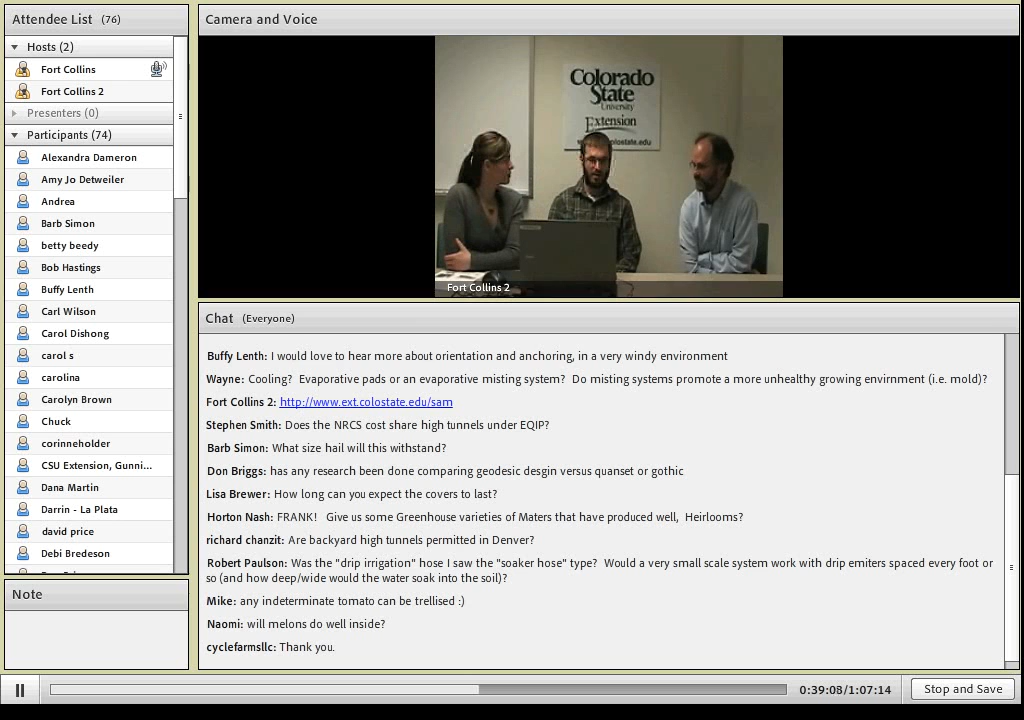 Attendee List (76)
Hosts (2)
Fort Collins
Fort Collins 2
Presenters (0)
Participants (74)
Alexandra Dameron
Amy Jo Detweiler
Andrea
Barb Simon
betty beedy
Bob Hastings
Buffy Lenth
Carl Wilson
Carol Dishong
carol s
carolina
Carolyn Brown
Chuck
corinneholder
CSU Extension, Gunni...
Dana Martin
Darrin - La Plata
david price
Debi Bredeson
Note
Camera and Voice
Colorado
State
University
Extension
Fort Collins 2
Chat (Everyone)
Buffy Lenth: I would love to hear more about orientation and anchoring, in a very windy environment
Wayne: Cooling? Evaporative pads or an evaporative misting system? Do misting systems promote a more unhealthy growing envirnment (i.e. mold)?
Fort Collins 2: http://www.ext.colostate.edu/sam
Stephen Smith: Does the NRCS cost share high tunnels under EQIP?
Barb Simon: What size hail will this withstand?
Don Briggs: has any research been done comparing geodesic desgin versus quanset or gothic
Lisa Brewer: How long can you expect the covers to last?
Horton Nash: FRANK! Give us some Greenhouse varieties of Maters that have produced well, Heirlooms?
richard chanzit: Are backyard high tunnels permitted in Denver?
Robert Paulson: Was the "drip irrigation" hose I saw the "soaker hose" type? Would a very small scale system work with drip emiters spaced every foot or
so (and how deep/wide would the water soak into the soil)?
Mike: any indeterminate tomato can be trellised :)
Naomi: will melons do well inside?
cyclefarmsllc: Thank you.
0:39:08/1:07:14
Stop and Save